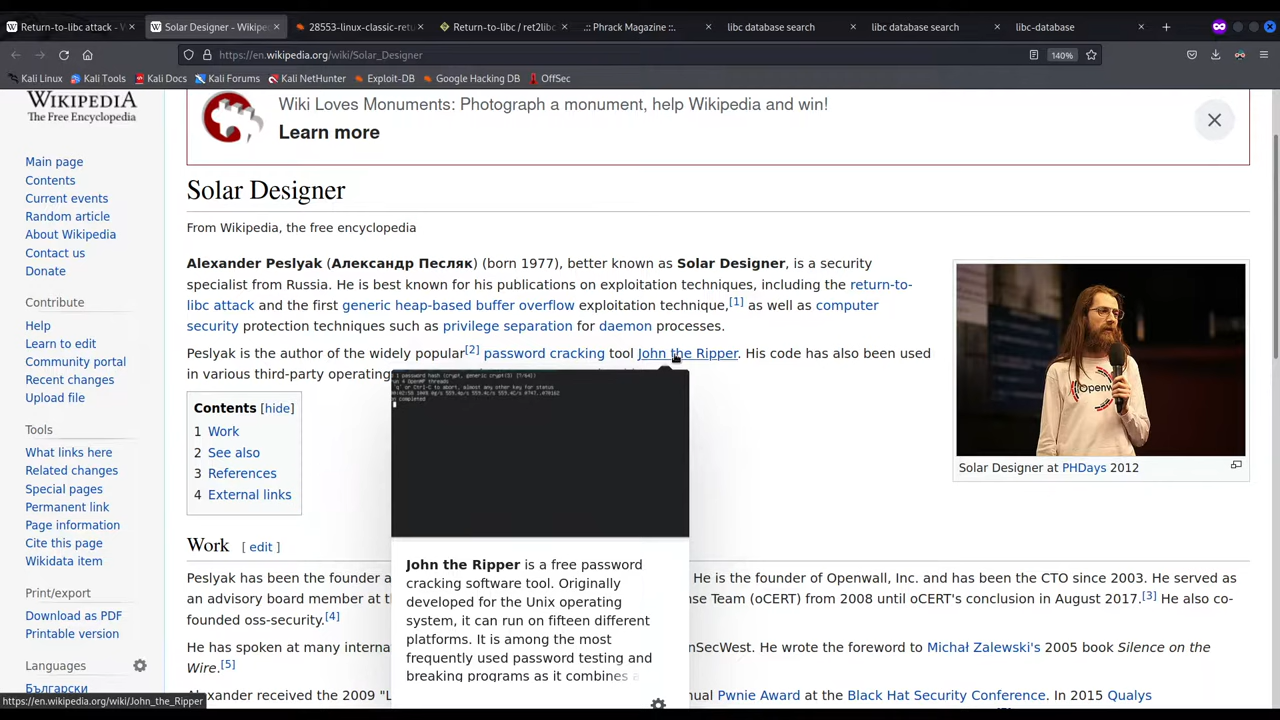 Return-to-libc attack - W
Solar Designer - Wikipe
28553-linux-classic-retu
Return-to-libc / ret2libc
.:: Phrack Magazine ::.
libc database search
libc database search
libc-database
https://en.wikipedia.org/wiki/Solar_Designer
140%
Kali Linux
Kali Tools
Kali Docs
Kali Forums
Kali NetHunter
Exploit-DB
Google Hacking DB
OffSec
WIKIPEDIA
The Free Encyclopedia
Main page
Contents
Current events
Random article
About Wikipedia
Contact us
Donate
Contribute
Help
Learn to edit
Community portal
Recent changes
Upload file
Tools
What links here
Related changes
Special pages
Permanent link
Page information
Cite this page
Wikidata item
Print/export
Download as PDF
Printable version
Languages
Български
https://en.wikipedia.org/wiki/John_the_Ripper
Wiki Loves Monuments: Photograph a monument, help Wikipedia and win!
Learn more
Solar Designer
From Wikipedia, the free encyclopedia
Alexander Peslyak (Александр Песляк) (born 1977), better known as Solar Designer, is a security
specialist from Russia. He is best known for his publications on exploitation techniques, including the return-to-
libc attack and the first generic heap-based buffer overflow exploitation technique,[1] as well as computer
security protection techniques such as privilege separation for daemon processes.
Peslyak is the author of the widely popular[2] password cracking tool John the Ripper. His code has also been used
in various third-party operating
Solar Designer at PHDays 2012
Contents [hide]
1 Work
2 See also
3 References
4 External links
John the Ripper is a free password
cracking software tool. Originally
developed for the Unix operating
system, it can run on fifteen different
platforms. It is among the most
frequently used password testing and
breaking programs as it combines a
Work [ edit ]
Peslyak has been the founder a He is the founder of Openwall, Inc. and has been the CTO since 2003. He served as
an advisory board member at th nse Team (oCERT) from 2008 until oCERT's conclusion in August 2017.[3] He also co-
founded oss-security.[4]
He has spoken at many internat nSecWest. He wrote the foreword to Michał Zalewski's 2005 book Silence on the
Wire.[5]
Alexander received the 2009 "L nual Pwnie Award at the Black Hat Security Conference. In 2015 Qualys